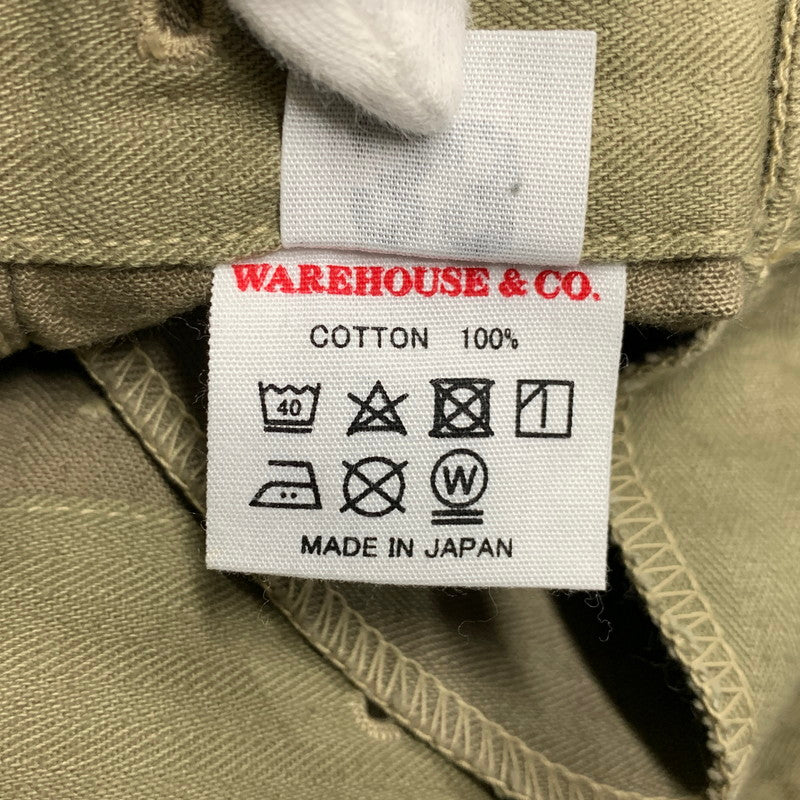 WAREHOUSE & CO.
COTTON 100%
40
W
MADE IN JAPAN